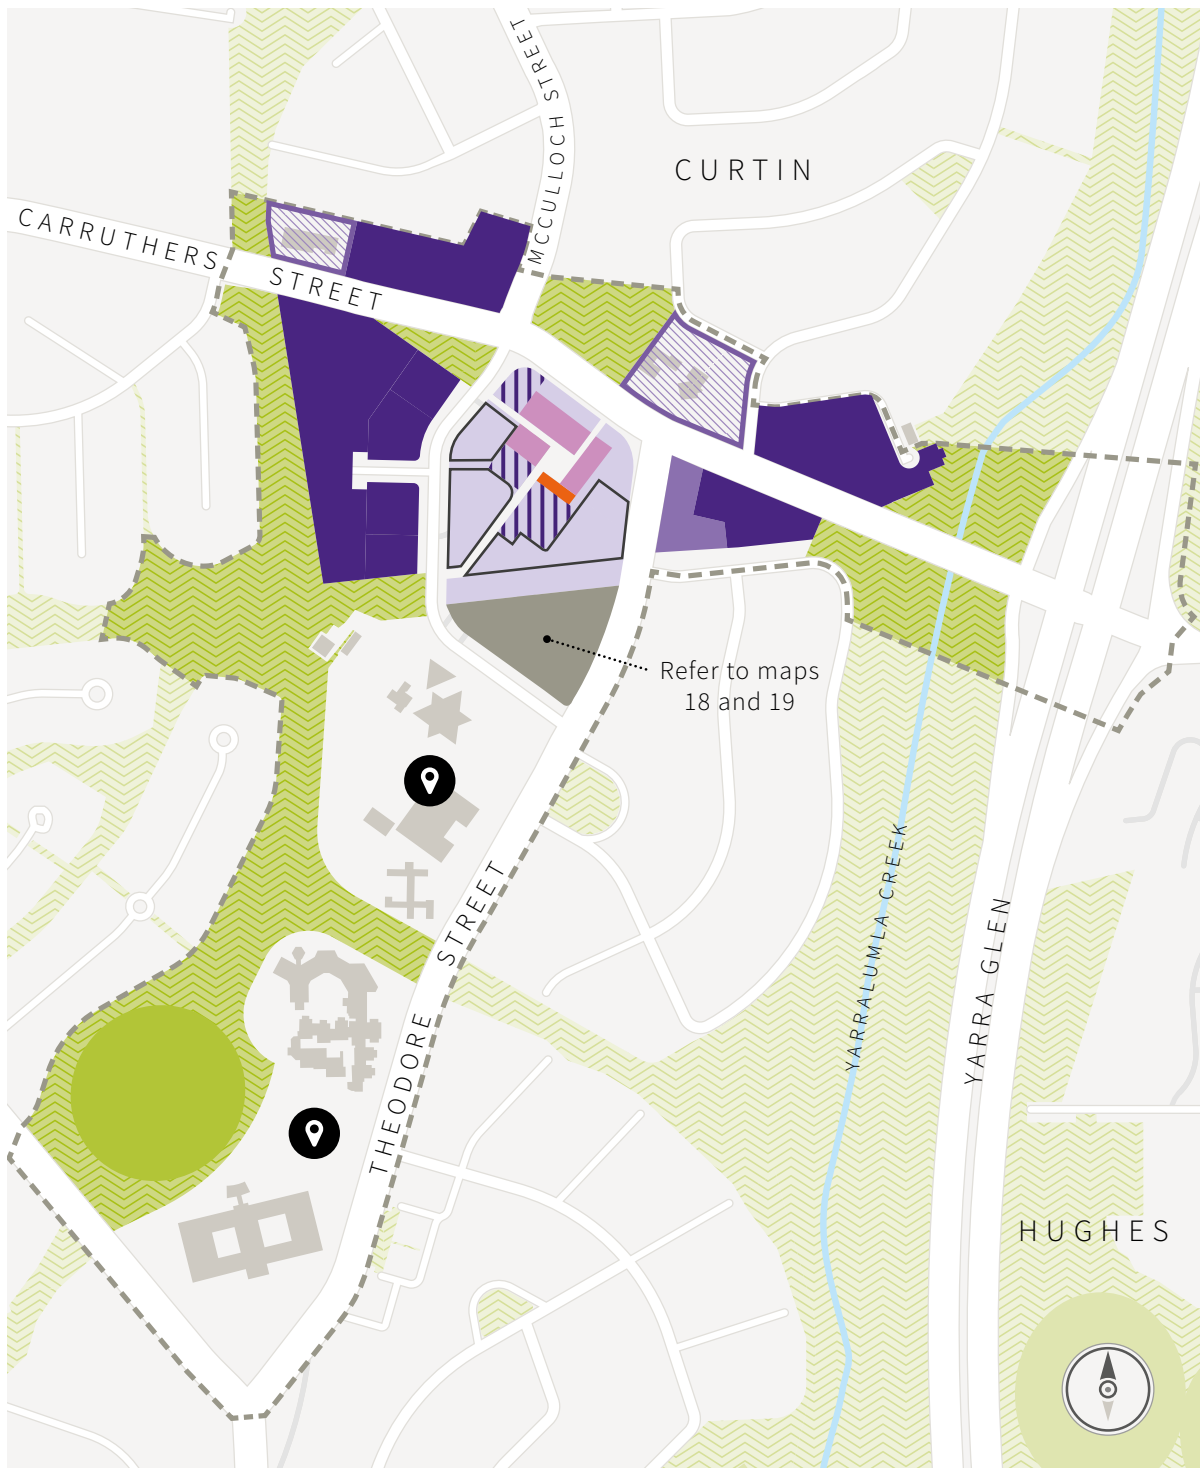 MCCULLOCH STREET
CURTIN
CARRUTHERS STREET
Refer to maps
18 and 19
THEODORE STREET
YARRALUMLA CREEK
YARRA GLEN
HUGHES